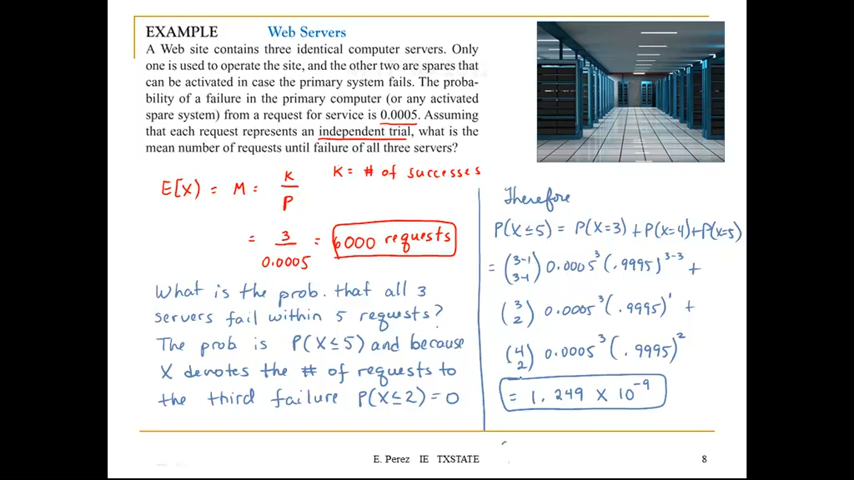 EXAMPLE Web Servers
A Web site contains three identical computer servers. Only
one is used to operate the site, and the other two are spares that
can be activated in case the primary system fails. The proba-
bility of a failure in the primary computer (or any activated
spare system) from a request for service is 0.0005. Assuming
that each request represents an independent trial, what is the
mean number of requests until failure of all three servers?
K = # of successes
E[X] = M = K/P
= 3/0.0005 = 6000 requests
What is the prob. that all 3
servers fail within 5 requests?
The prob is P(X≤5) and because
X denotes the # of requests to
the third failure P(X≤2) = 0
Therefore
P(X≤5) = P(X=3) + P(X=4) + P(X=5)
= (3-1 3-1) 0.0005³ (.9995)³⁻³ +
(3 2) 0.0005³ (.9995)¹ +
(4 2) 0.0005³ (.9995)²
= 1.249 X 10⁻⁹
E. Perez IE TXSTATE
8